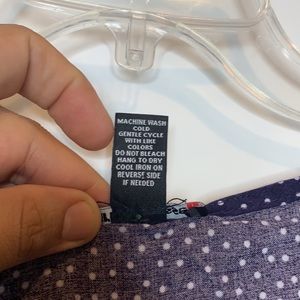 MACHINE WASH
COLD
GENTLE CYCLE
WITH LIKE
COLORS
DO NOT BLEACH
HANG TO DRY
COOL IRON ON
REVERSE SIDE
IF NEEDED